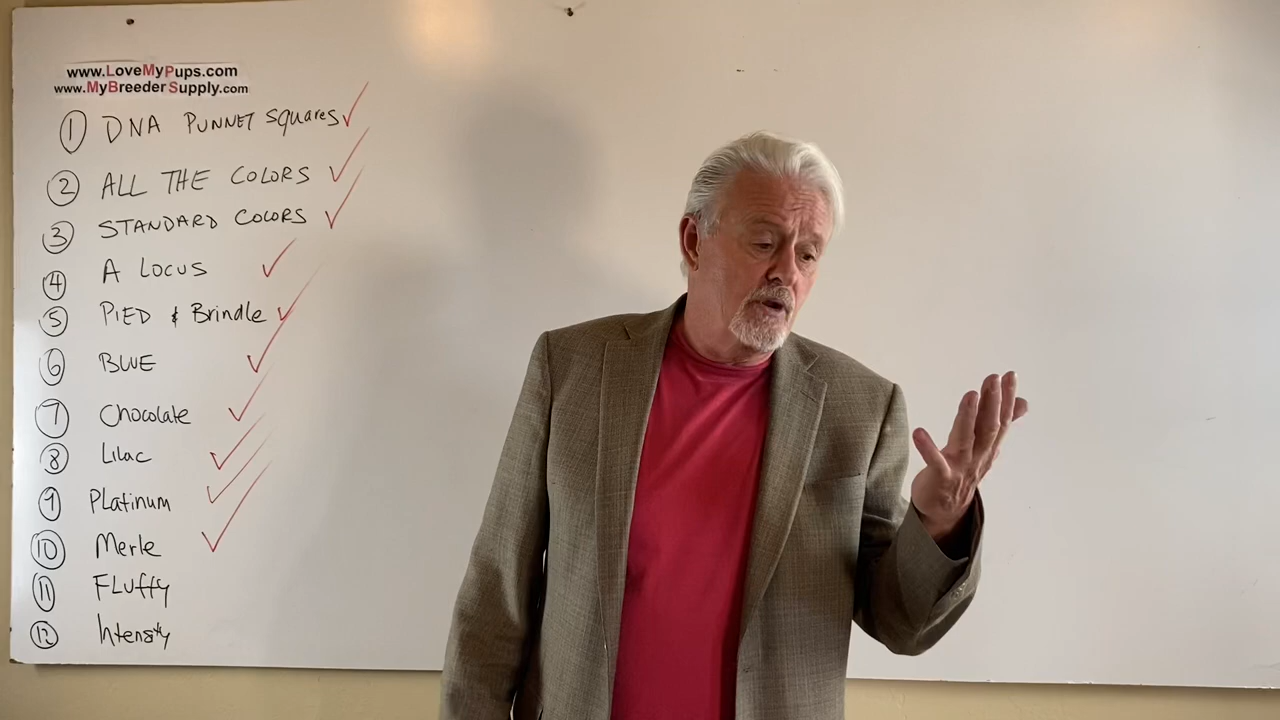 www.LoveMyPups.com
www.MyBreederSupply.com
1 DNA PUNNET SQUARES
2 ALL THE COLORS
3 STANDARD COLORS
4 A LOCUS
5 PIED & Brindle
6 BLUE
7 Chocolate
8 Lilac
9 Platinum
10 Merle
11 FLuffy
12 Intensity